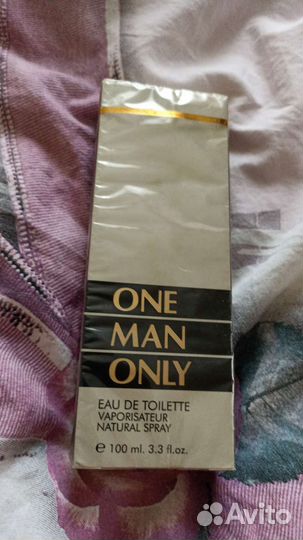 ONE
MAN
ONLY
EAU DE TOILETTE
VAPORISATEUR
NATURAL SPRAY
e 100 ml. 3.3 fl.oz.
Avito